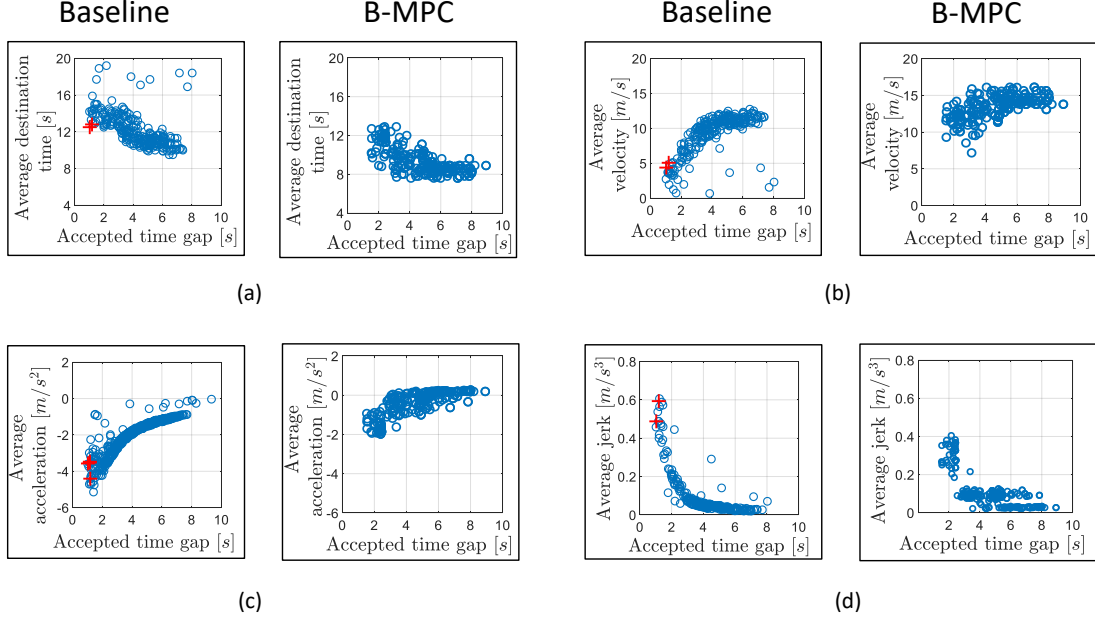 Baseline
B-MPC
Baseline
B-MPC
Average destination
time [s]
20
16
12
8
4
0 2 4 6 8 10
Accepted time gap [s]
Average destination
time [s]
20
16
12
8
4
0 2 4 6 8 10
Accepted time gap [s]
(a)
Average
velocity [m/s]
20
15
10
5
0
0 2 4 6 8 10
Accepted time gap [s]
Average
velocity [m/s]
20
15
10
5
0
0 2 4 6 8 10
Accepted time gap [s]
(b)
Average
acceleration [m/s²]
2
0
-2
-4
-6
0 2 4 6 8 10
Accepted time gap [s]
Average
acceleration [m/s²]
2
0
-2
-4
-6
0 2 4 6 8 10
Accepted time gap [s]
(c)
Average jerk [m/s³]
0.8
0.6
0.4
0.2
0
0 2 4 6 8 10
Accepted time gap [s]
Average jerk [m/s³]
0.8
0.6
0.4
0.2
0
0 2 4 6 8 10
Accepted time gap [s]
(d)